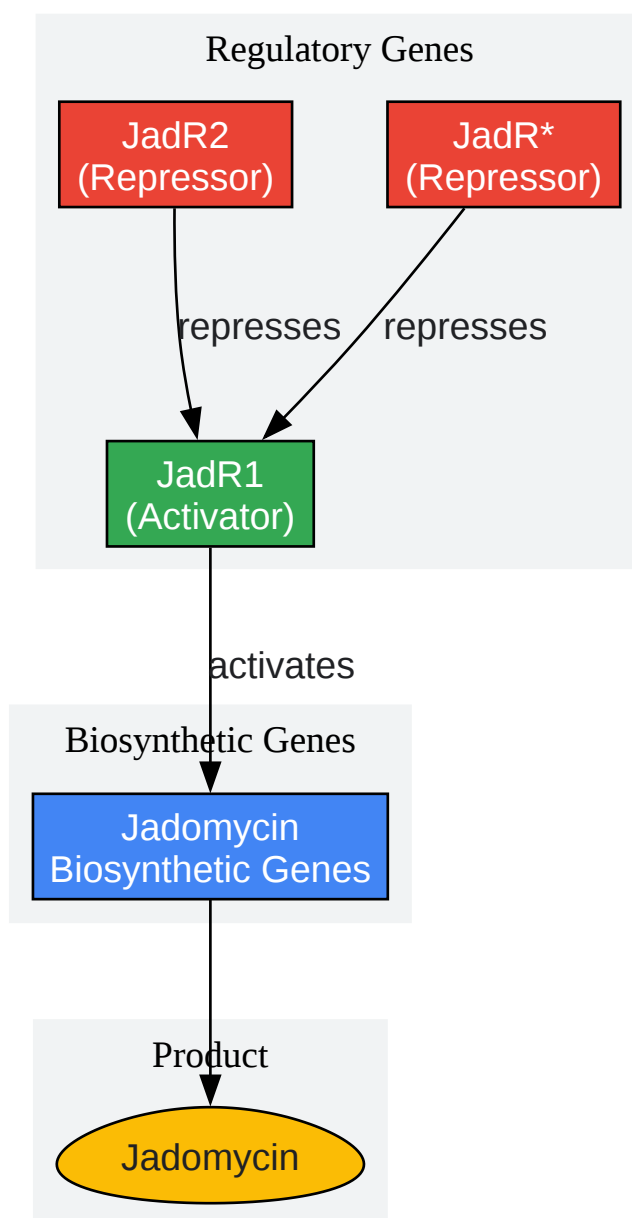 Regulatory Genes
JadR2
(Repressor)
JadR*
(Repressor)
represses
represses
JadR1
(Activator)
activates
Biosynthetic Genes
Jadomycin
Biosynthetic Genes
Product
Jadomycin